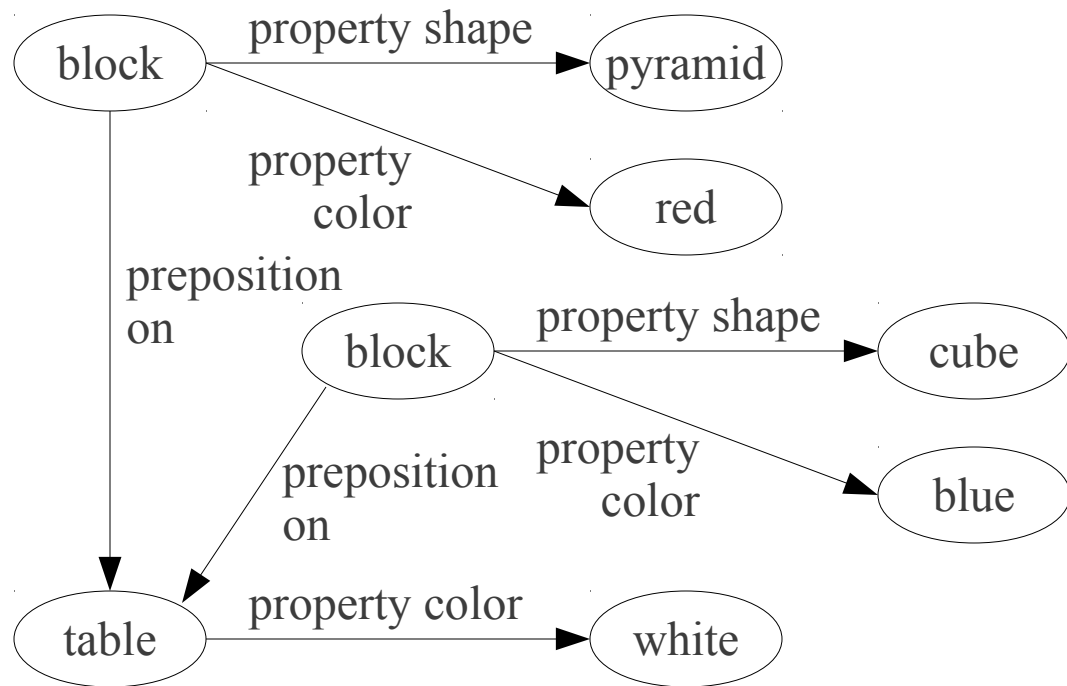 property shape
block
pyramid
property
color
red
preposition
on
property shape
block
cube
property
color
preposition
on
blue
property color
table
white